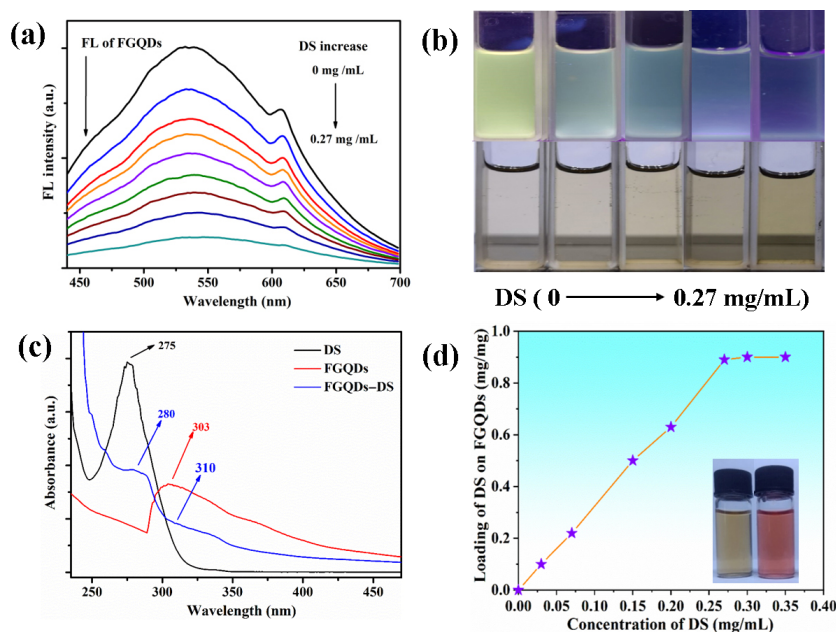 (a)
FL of FGQDs
DS increase
0 mg /mL
0.27 mg /mL
FL intensity (a.u.)
450 500 550 600 650 700
Wavelength (nm)
(b)
DS ( 0 → 0.27 mg/mL)
(c)
275
DS
FGQDs
FGQDs−DS
280
303
310
Absorbance (a.u.)
250 300 350 400 450
Wavelength (nm)
(d)
1.0
0.8
0.6
0.4
0.2
0.0
Loading of DS on FGQDs (mg/mg)
0.00 0.05 0.10 0.15 0.20 0.25 0.30 0.35 0.40
Concentration of DS (mg/mL)